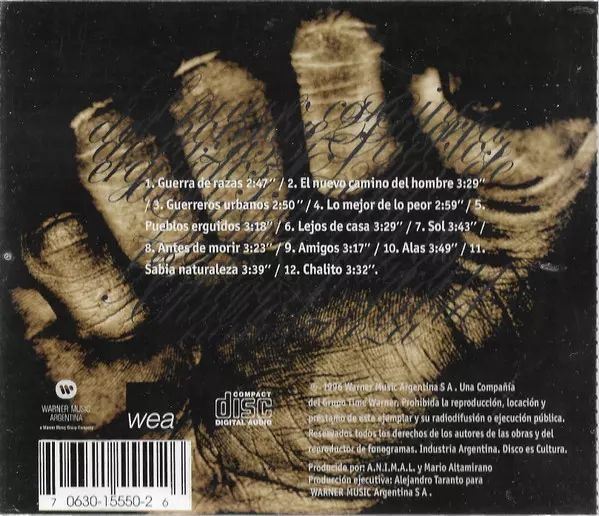 1. Guerra de razas 2:47" / 2. El nuevo camino del hombre 3:29"
/ 3. Guerreros urbanos 2:50" / 4. Lo mejor de lo peor 2:59" / 5.
Pueblos erguidos 3:18" / 6. Lejos de casa 3:29" / 7. Sol 3:43" /
8. Antes de morir 3:23" / 9. Amigos 3:17" / 10. Alas 3:49" / 11.
Sabia naturaleza 3:39" / 12. Chalito 3:32".
℗ 1996 Warner Music Argentina S A . Una Compañía
del Grupo Time Warner. Prohibida la reproducción, locación y
préstamo de esta ejemplar y su radiodifusión o ejecución pública.
Reservados todos los derechos de los autores de las obras y del
reproductor de fonogramas. Industria Argentina. Disco es Cultura.
Producido por: A.N.I.M.A.L. y Mario Altamirano
Producción ejecutiva: Alejandro Taranto para
WARNER MUSIC Argentina S A .
WARNER MUSIC
ARGENTINA
a Warner Music Group Company
wea
COMPACT
disc
DIGITAL AUDIO
7 0630-15550-2 6